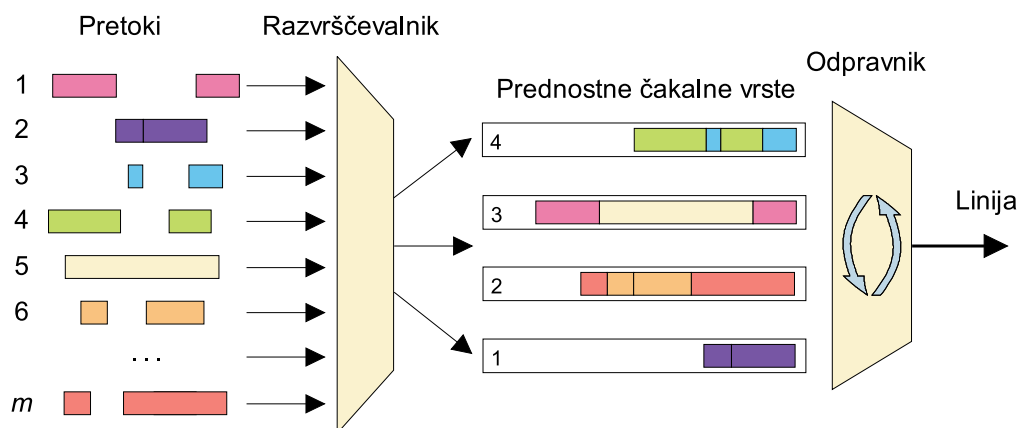 Pretoki
Razvrščevalnik
Odpravnik
Prednostne čakalne vrste
Linija
1
2
3
4
5
6
...
m
4
3
2
1